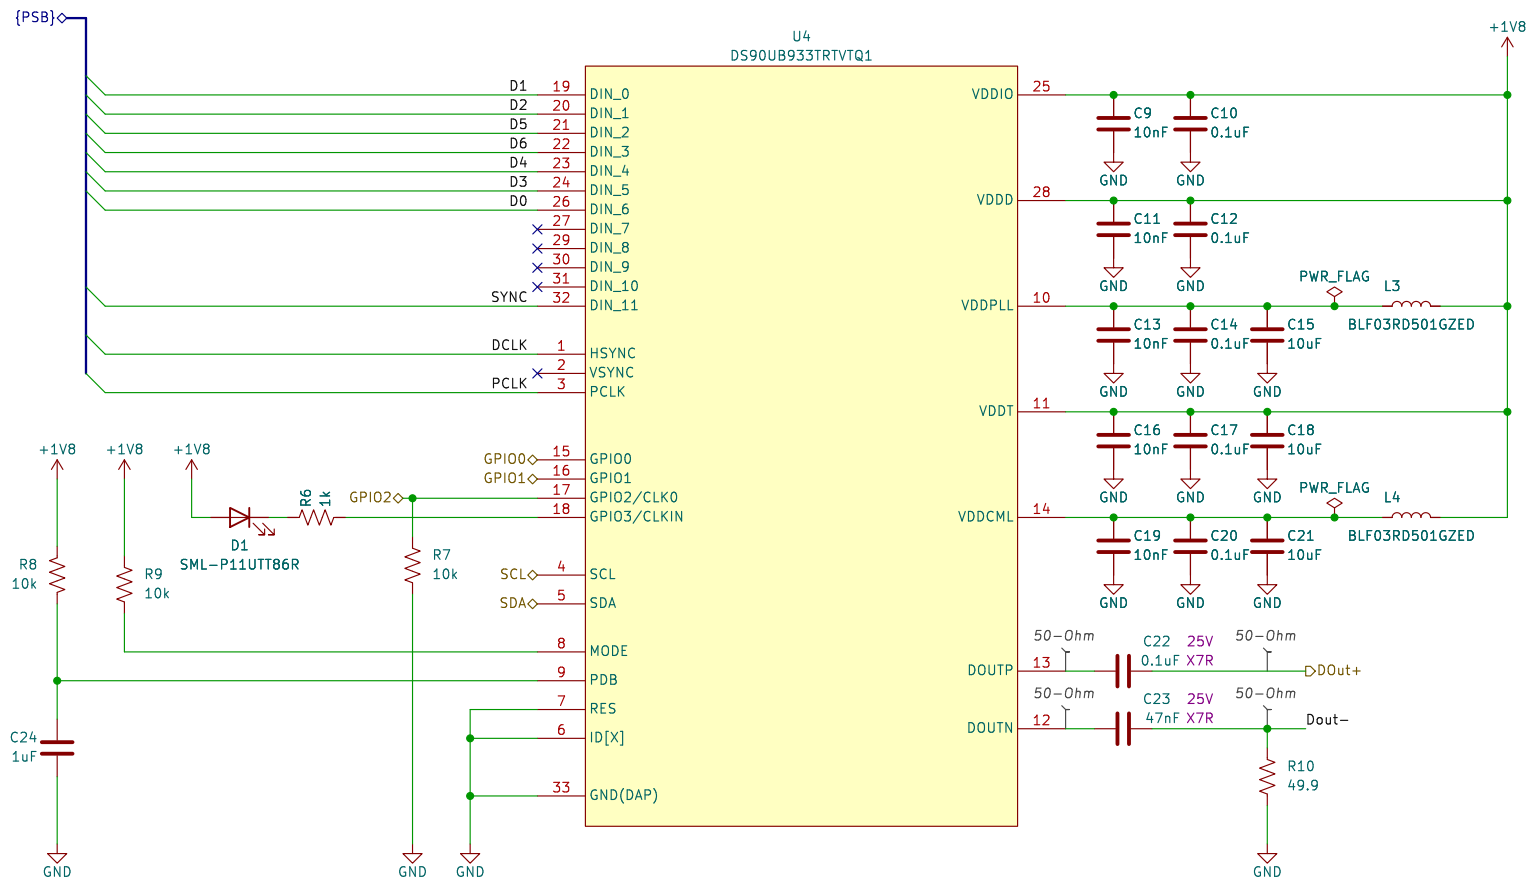 {PSB}
U4
DS90UB933TRTVTQ1
+1V8
D1 19 DIN_0
D2 20 DIN_1
D5 21 DIN_2
D6 22 DIN_3
D4 23 DIN_4
D3 24 DIN_5
D0 26 DIN_6
27 DIN_7
29 DIN_8
30 DIN_9
31 DIN_10
SYNC 32 DIN_11
DCLK 1 HSYNC
2 VSYNC
PCLK 3 PCLK
GPIO0 15 GPIO0
GPIO1 16 GPIO1
GPIO2 17 GPIO2/CLK0
18 GPIO3/CLKIN
SCL 4 SCL
SDA 5 SDA
8 MODE
9 PDB
7 RES
6 ID[X]
33 GND(DAP)
+1V8
+1V8
+1V8
R6
1k
D1
SML-P11UTT86R
R7
10k
R8
10k
R9
10k
C24
1uF
GND
GND
GND
VDDIO 25
C9
10nF
C10
0.1uF
GND
GND
VDDD 28
C11
10nF
C12
0.1uF
GND
GND
VDDPLL 10
PWR_FLAG
L3
BLF03RD501GZED
C13
10nF
C14
0.1uF
C15
10uF
GND
GND
GND
VDDT 11
C16
10nF
C17
0.1uF
C18
10uF
GND
GND
GND
VDDCML 14
PWR_FLAG
L4
BLF03RD501GZED
C19
10nF
C20
0.1uF
C21
10uF
GND
GND
GND
50-Ohm
C22 25V
0.1uF X7R
50-Ohm
DOUTP 13
DOut+
50-Ohm
C23 25V
47nF X7R
50-Ohm
DOUTN 12
Dout-
R10
49.9
GND